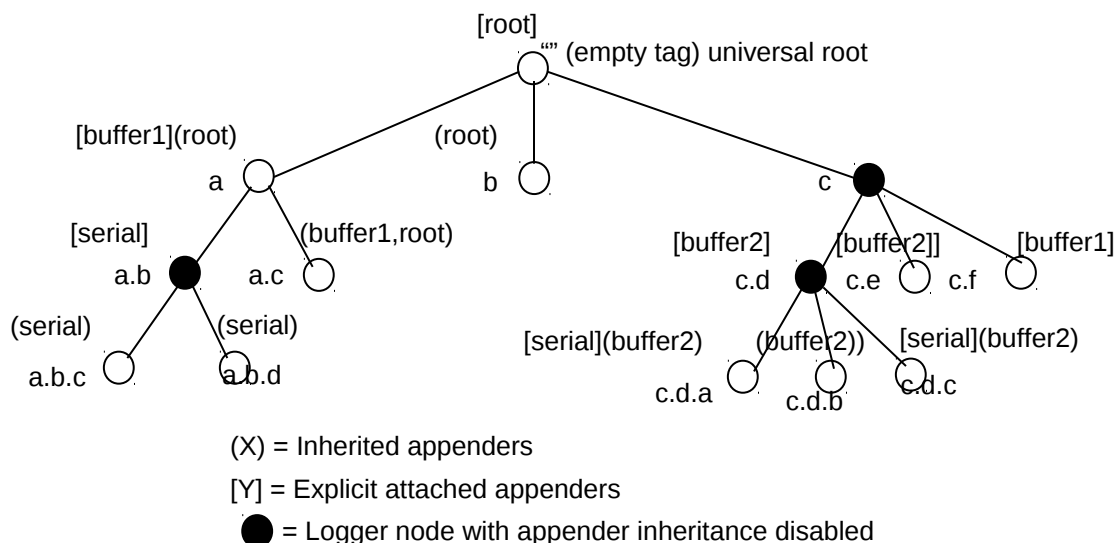 [root]
“” (empty tag) universal root
[buffer1](root)
(root)
a
b
c
[serial]
(buffer1,root)
[buffer2]
[buffer2]]
[buffer1]
a.b
a.c
c.d
c.e
c.f
(serial)
(serial)
[serial](buffer2)
(buffer2))
[serial](buffer2)
a.b.c
a.b.d
c.d.a
c.d.b
c.d.c
(X) = Inherited appenders
[Y] = Explicit attached appenders
= Logger node with appender inheritance disabled